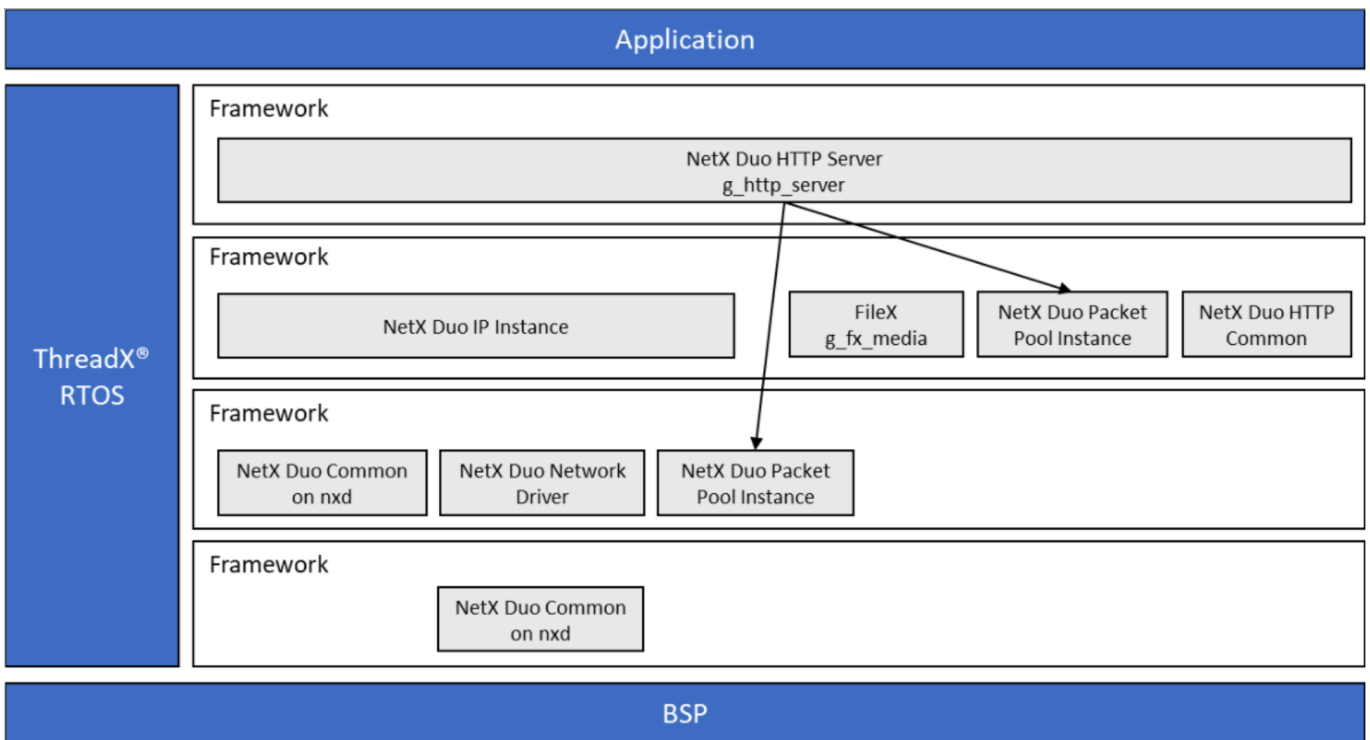 Application
ThreadX®
RTOS
Framework
NetX Duo HTTP Server
g_http_server
Framework
NetX Duo IP Instance
FileX
g_fx_media
NetX Duo Packet
Pool Instance
NetX Duo HTTP
Common
Framework
NetX Duo Common
on nxd
NetX Duo Network
Driver
NetX Duo Packet
Pool Instance
Framework
NetX Duo Common
on nxd
BSP